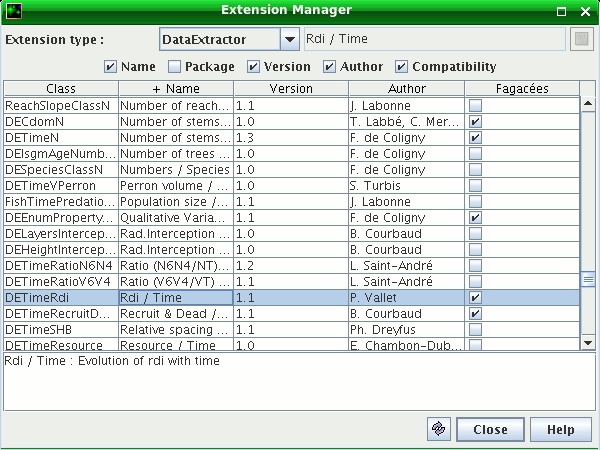 Extension Manager
Extension type : DataExtractor Rdi / Time
Name Package Version Author Compatibility
Class + Name Version Author Fagacées
ReachSlopeClassN Number of reach... 1.1 J. Labonne
DECdomN Number of stems... 1.0 T. Labbé, C. Mer...
DETimeN Number of stems... 1.3 F. de Coligny
DEIsgmAgeNumb... Number of trees ... 1.0 F. de Coligny
DESpeciesClassN Numbers / Species 1.0 F. de Coligny
DETimeVPerron Perron volume / ... 1.0 S. Turbis
FishTimePredatio... Population size /... 1.1 J. Labonne
DEEnumProperty... Qualitative Varia... 1.1 F. de Coligny
DELayersIntercep... Rad.Interception ... 1.0 B. Courbaud
DEHeightIntercep... Rad.Interception ... 1.0 B. Courbaud
DETimeRatioN6N4 Ratio (N6N4/NT)... 1.2 L. Saint-André
DETimeRatioV6V4 Ratio (V6V4/VT) ... 1.1 L. Saint-André
DETimeRdi Rdi / Time 1.1 P. Vallet
DETimeRecruitD... Recruit & Dead /... 1.1 B. Courbaud
DETimeSHB Relative spacing ... 1.1 Ph. Dreyfus
DETimeResource Resource / Time 1.0 E. Chambon-Dub...
Rdi / Time : Evolution of rdi with time
Close Help